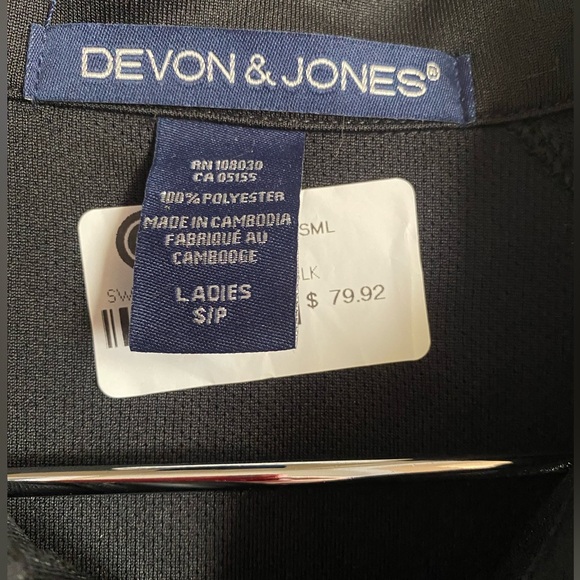 DEVON & JONES®
RN 108030
CA 05155
100% POLYESTER
MADE IN CAMBODIA
FABRIQUÉ AU
CAMBODGE
LADIES
S/P
SML
LK
SW
$ 79.92